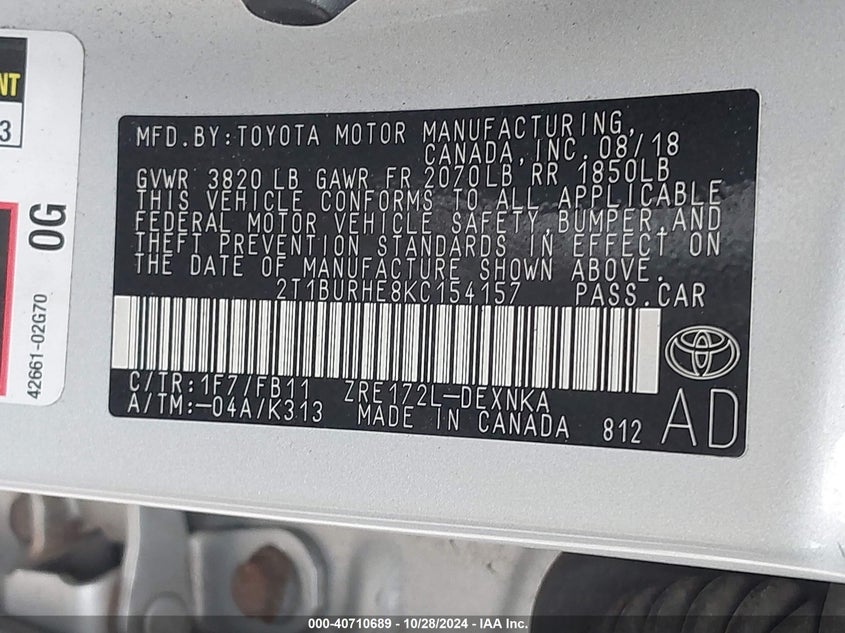 NT
3
0G
42661-02G70
MFD.BY:TOYOTA MOTOR MANUFACTURING,
CANADA,INC. 08/18
GVWR 3820 LB GAWR FR 2070LB RR 1850LB
THIS VEHICLE CONFORMS TO ALL APPLICABLE
FEDERAL MOTOR VEHICLE SAFETY,BUMPER,AND
THEFT PREVENTION STANDARDS IN EFFECT ON
THE DATE OF MANUFACTURE SHOWN ABOVE.
2T1BURHE8KC154157 PASS.CAR
C/TR:1F7/FB11 ZRE172L-DEXNKA
A/TM:-04A/K313 MADE IN CANADA 812 AD
000-40710689 - 10/28/2024 - IAA Inc.